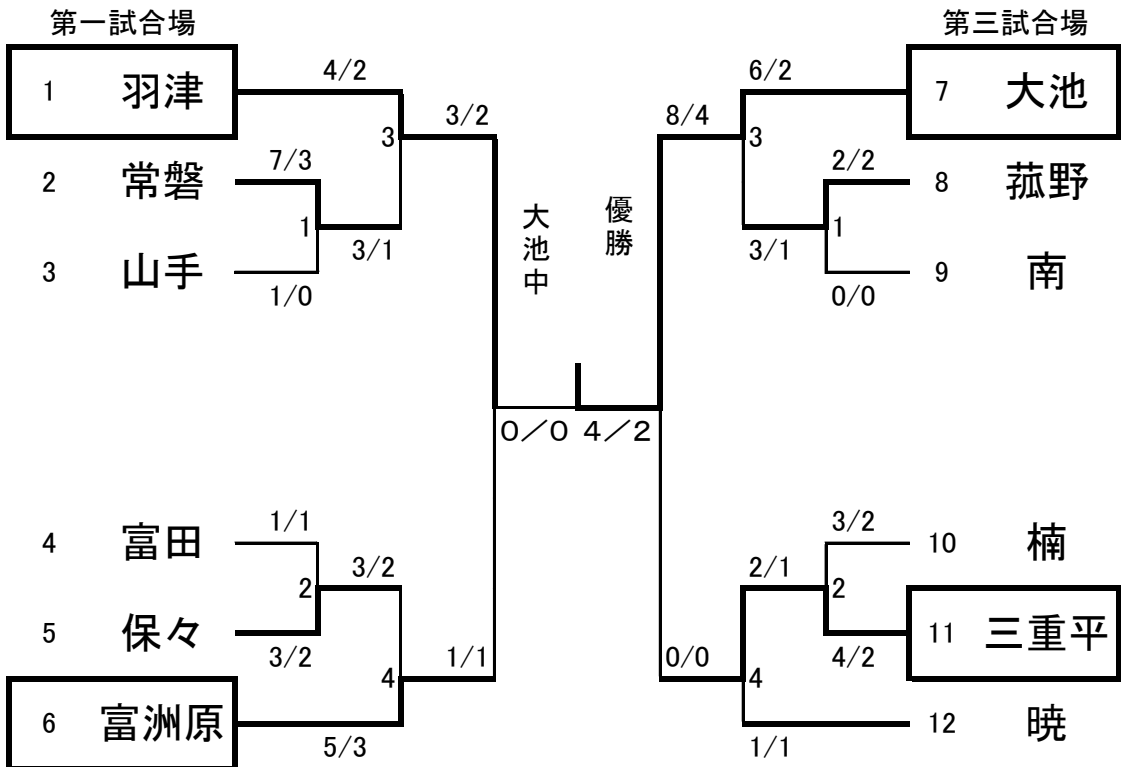 第一試合場
第三試合場
1 羽津
4/2
3/2
3
7/3
2 常磐
1
3/1
3 山手
1/0
大池中
優勝
6/2
8/4
7 大池
3
2/2
8 菰野
1
3/1
9 南
0/0
0/0 4/2
4 富田
1/1
3/2
2
5 保々
3/2
1/1
4
6 富洲原
5/3
3/2
10 楠
2/1
2
11 三重平
4/2
0/0
4
12 暁
1/1